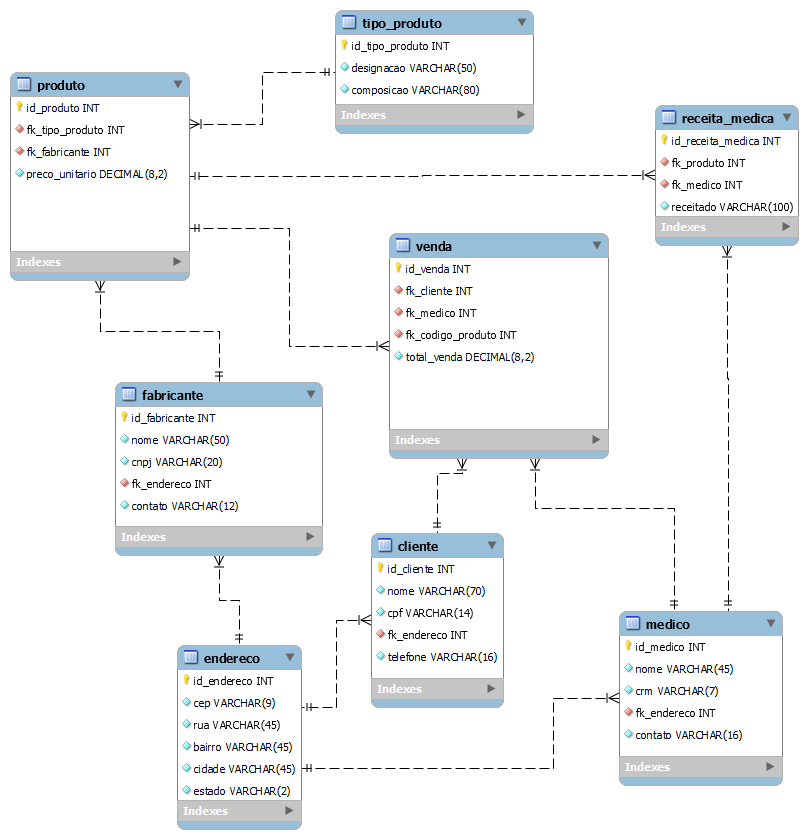 tipo_produto
id_tipo_produto INT
designacao VARCHAR(50)
composicao VARCHAR(80)
Indexes
produto
id_produto INT
fk_tipo_produto INT
fk_fabricante INT
preco_unitario DECIMAL(8,2)
Indexes
receita_medica
id_receita_medica INT
fk_produto INT
fk_medico INT
receitado VARCHAR(100)
Indexes
venda
id_venda INT
fk_cliente INT
fk_medico INT
fk_codigo_produto INT
total_venda DECIMAL(8,2)
Indexes
fabricante
id_fabricante INT
nome VARCHAR(50)
cnpj VARCHAR(20)
fk_endereco INT
contato VARCHAR(12)
Indexes
cliente
id_cliente INT
nome VARCHAR(70)
cpf VARCHAR(14)
fk_endereco INT
telefone VARCHAR(16)
Indexes
medico
id_medico INT
nome VARCHAR(45)
crm VARCHAR(7)
fk_endereco INT
contato VARCHAR(16)
Indexes
endereco
id_endereco INT
cep VARCHAR(9)
rua VARCHAR(45)
bairro VARCHAR(45)
cidade VARCHAR(45)
estado VARCHAR(2)
Indexes